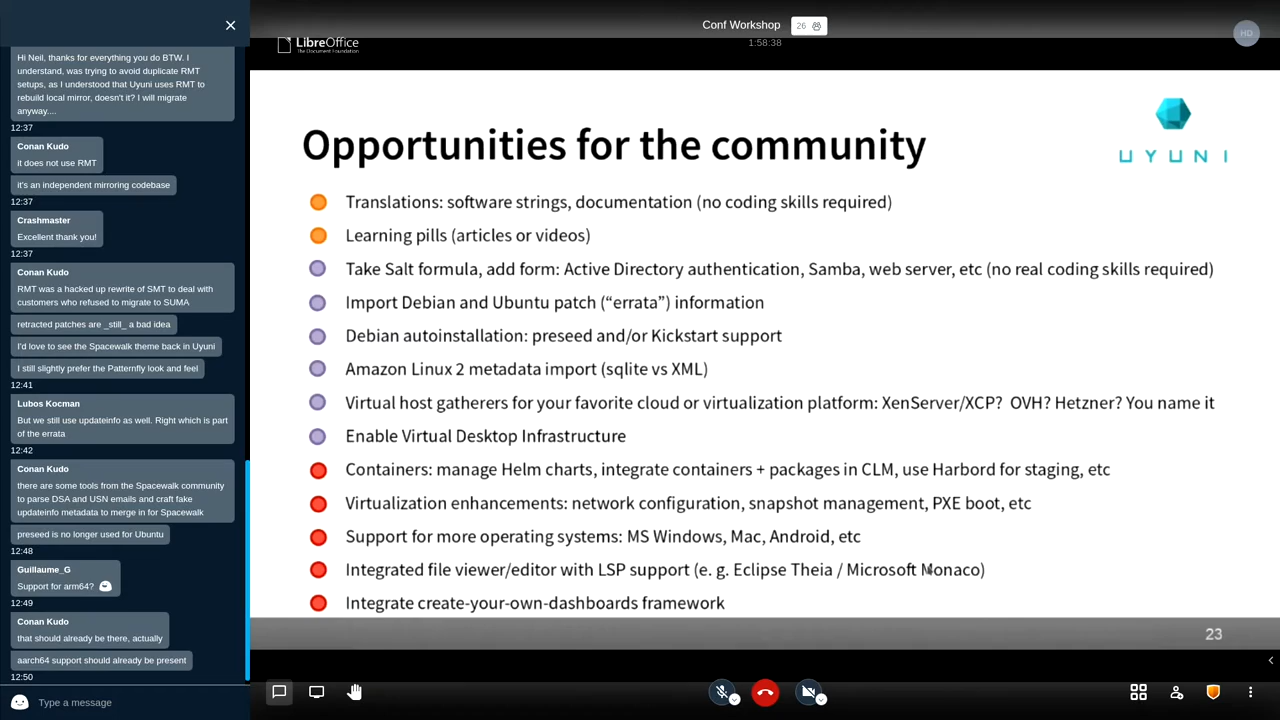 Hi Neil, thanks for everything you do BTW. I
understand, was trying to avoid duplicate RMT
setups, as I understood that Uyuni uses RMT to
rebuild local mirror, doesn't it? I will migrate
anyway....
12:37
Conan Kudo
it does not use RMT
it's an independent mirroring codebase
12:37
Crashmaster
Excellent thank you!
12:37
Conan Kudo
RMT was a hacked up rewrite of SMT to deal with
customers who refused to migrate to SUMA
retracted patches are _still_ a bad idea
I'd love to see the Spacewalk theme back in Uyuni
I still slightly prefer the Patternfly look and feel
12:41
Lubos Kocman
But we still use updateinfo as well. Right which is part
of the errata
12:42
Conan Kudo
there are some tools from the Spacewalk community
to parse DSA and USN emails and craft fake
updateinfo metadata to merge in for Spacewalk
preseed is no longer used for Ubuntu
12:48
Guillaume_G
Support for arm64?
12:49
Conan Kudo
that should already be there, actually
aarch64 support should already be present
12:50
Type a message
Conf Workshop
26
1:58:38
HD
LibreOffice
The Document Foundation
UYUNI
Opportunities for the community
Translations: software strings, documentation (no coding skills required)
Learning pills (articles or videos)
Take Salt formula, add form: Active Directory authentication, Samba, web server, etc (no real coding skills required)
Import Debian and Ubuntu patch (“errata”) information
Debian autoinstallation: preseed and/or Kickstart support
Amazon Linux 2 metadata import (sqlite vs XML)
Virtual host gatherers for your favorite cloud or virtualization platform: XenServer/XCP? OVH? Hetzner? You name it
Enable Virtual Desktop Infrastructure
Containers: manage Helm charts, integrate containers + packages in CLM, use Harbord for staging, etc
Virtualization enhancements: network configuration, snapshot management, PXE boot, etc
Support for more operating systems: MS Windows, Mac, Android, etc
Integrated file viewer/editor with LSP support (e. g. Eclipse Theia / Microsoft Monaco)
Integrate create-your-own-dashboards framework
23